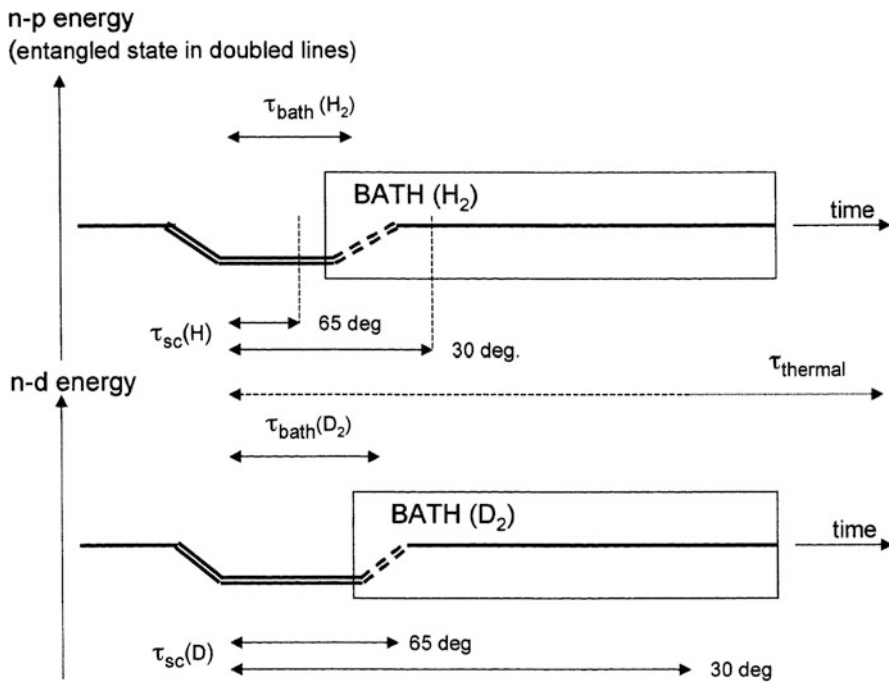 n-p energy
(entangled state in doubled lines)
τbath (H2)
BATH (H2)
time
τsc(H)
65 deg
30 deg.
n-d energy
τthermal
τbath(D2)
BATH (D2)
time
τsc(D)
65 deg
30 deg